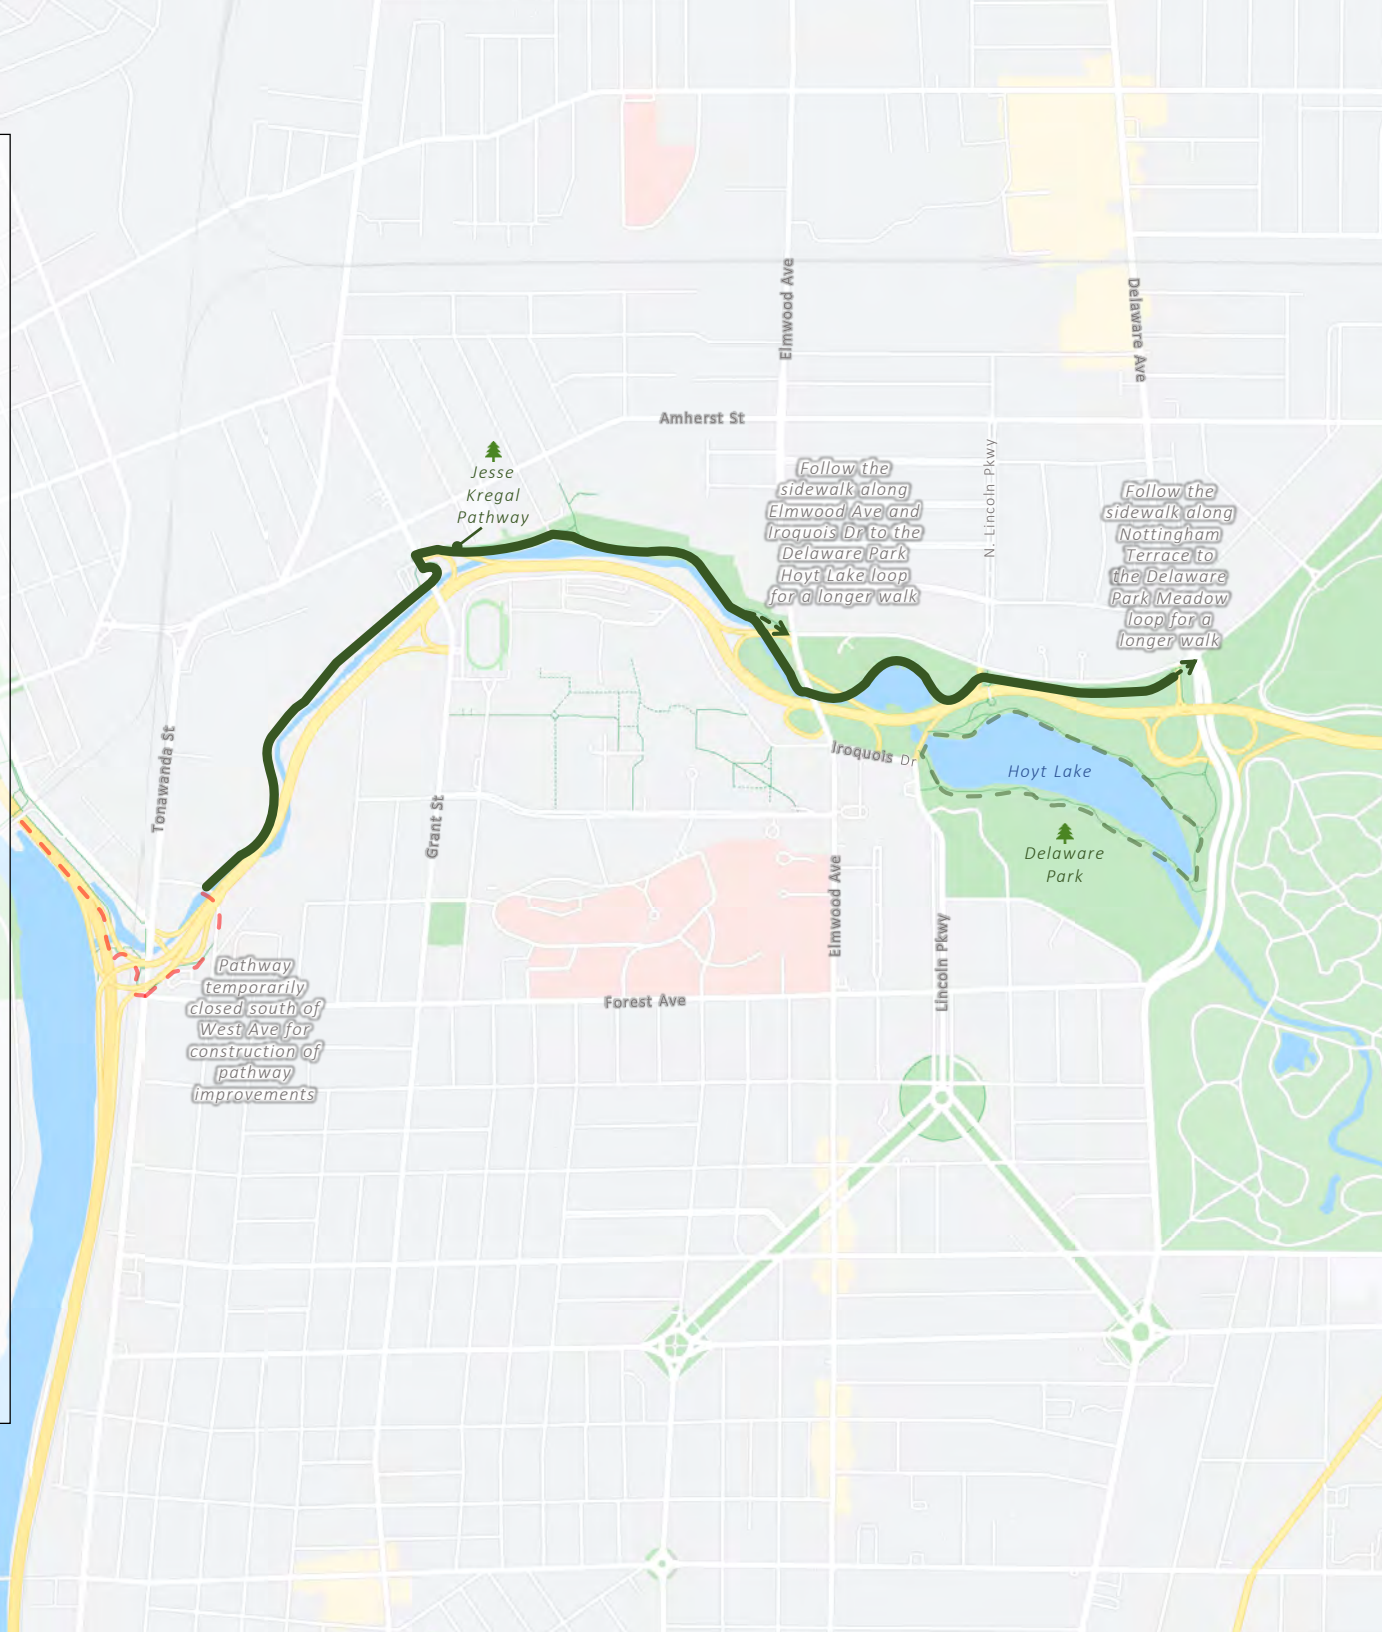 Elmwood Ave
Delaware Ave
Amherst St
Jesse
Kregal
Pathway
Follow the
sidewalk along
Elmwood Ave and
Iroquois Dr to the
Delaware Park
Hoyt Lake loop
for a longer walk
N. Lincoln Pkwy
Follow the
sidewalk along
Nottingham
Terrace to
the Delaware
Park Meadow
loop for a
longer walk
Tonawanda St
Iroquois Dr
Hoyt Lake
Grant St
Delaware
Park
Elmwood Ave
Lincoln Pkwy
Pathway
temporarily
closed south of
West Ave for
construction of
pathway
improvements
Forest Ave